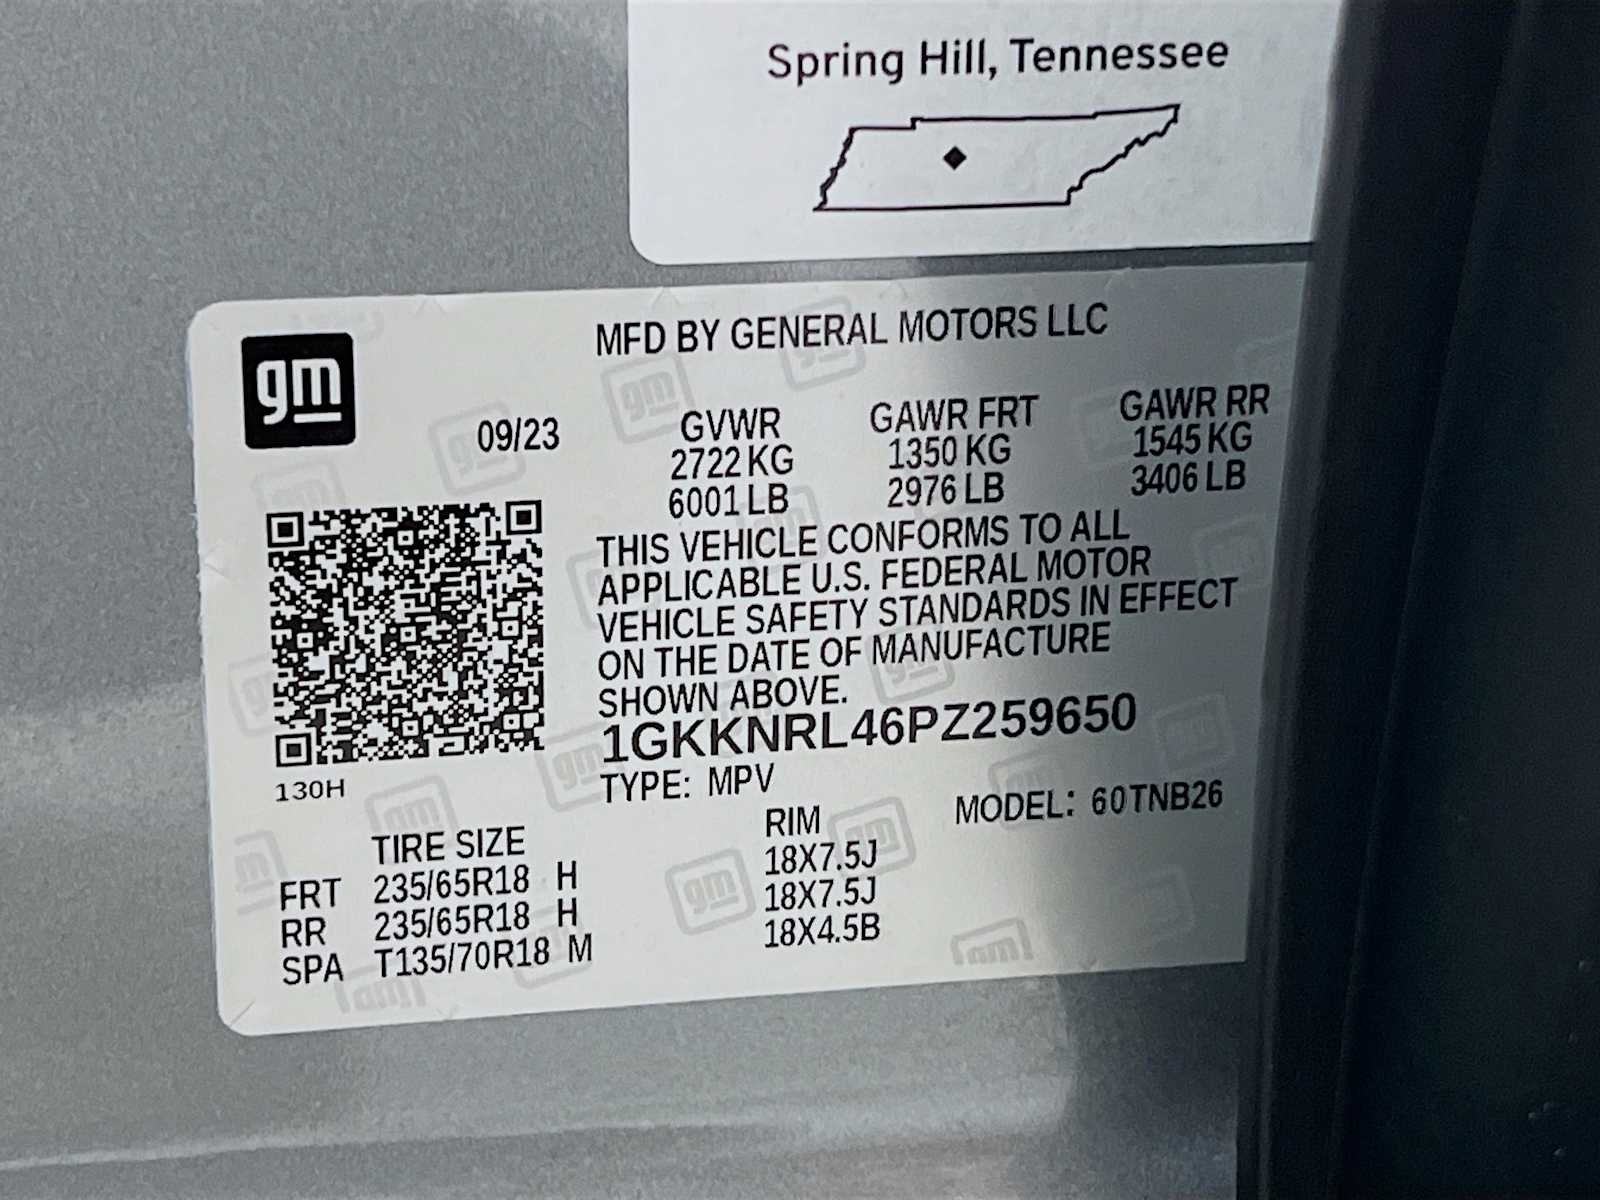 Spring Hill, Tennessee
gm
MFD BY GENERAL MOTORS LLC
09/23
GVWR GAWR FRT GAWR RR
2722 KG 1350 KG 1545 KG
6001 LB 2976 LB 3406 LB
THIS VEHICLE CONFORMS TO ALL
APPLICABLE U.S. FEDERAL MOTOR
VEHICLE SAFETY STANDARDS IN EFFECT
ON THE DATE OF MANUFACTURE
SHOWN ABOVE.
1GKKNRL46PZ259650
130H
TYPE: MPV MODEL: 60TNB26
TIRE SIZE RIM
FRT 235/65R18 H 18X7.5J
RR 235/65R18 H 18X7.5J
SPA T135/70R18 M 18X4.5B